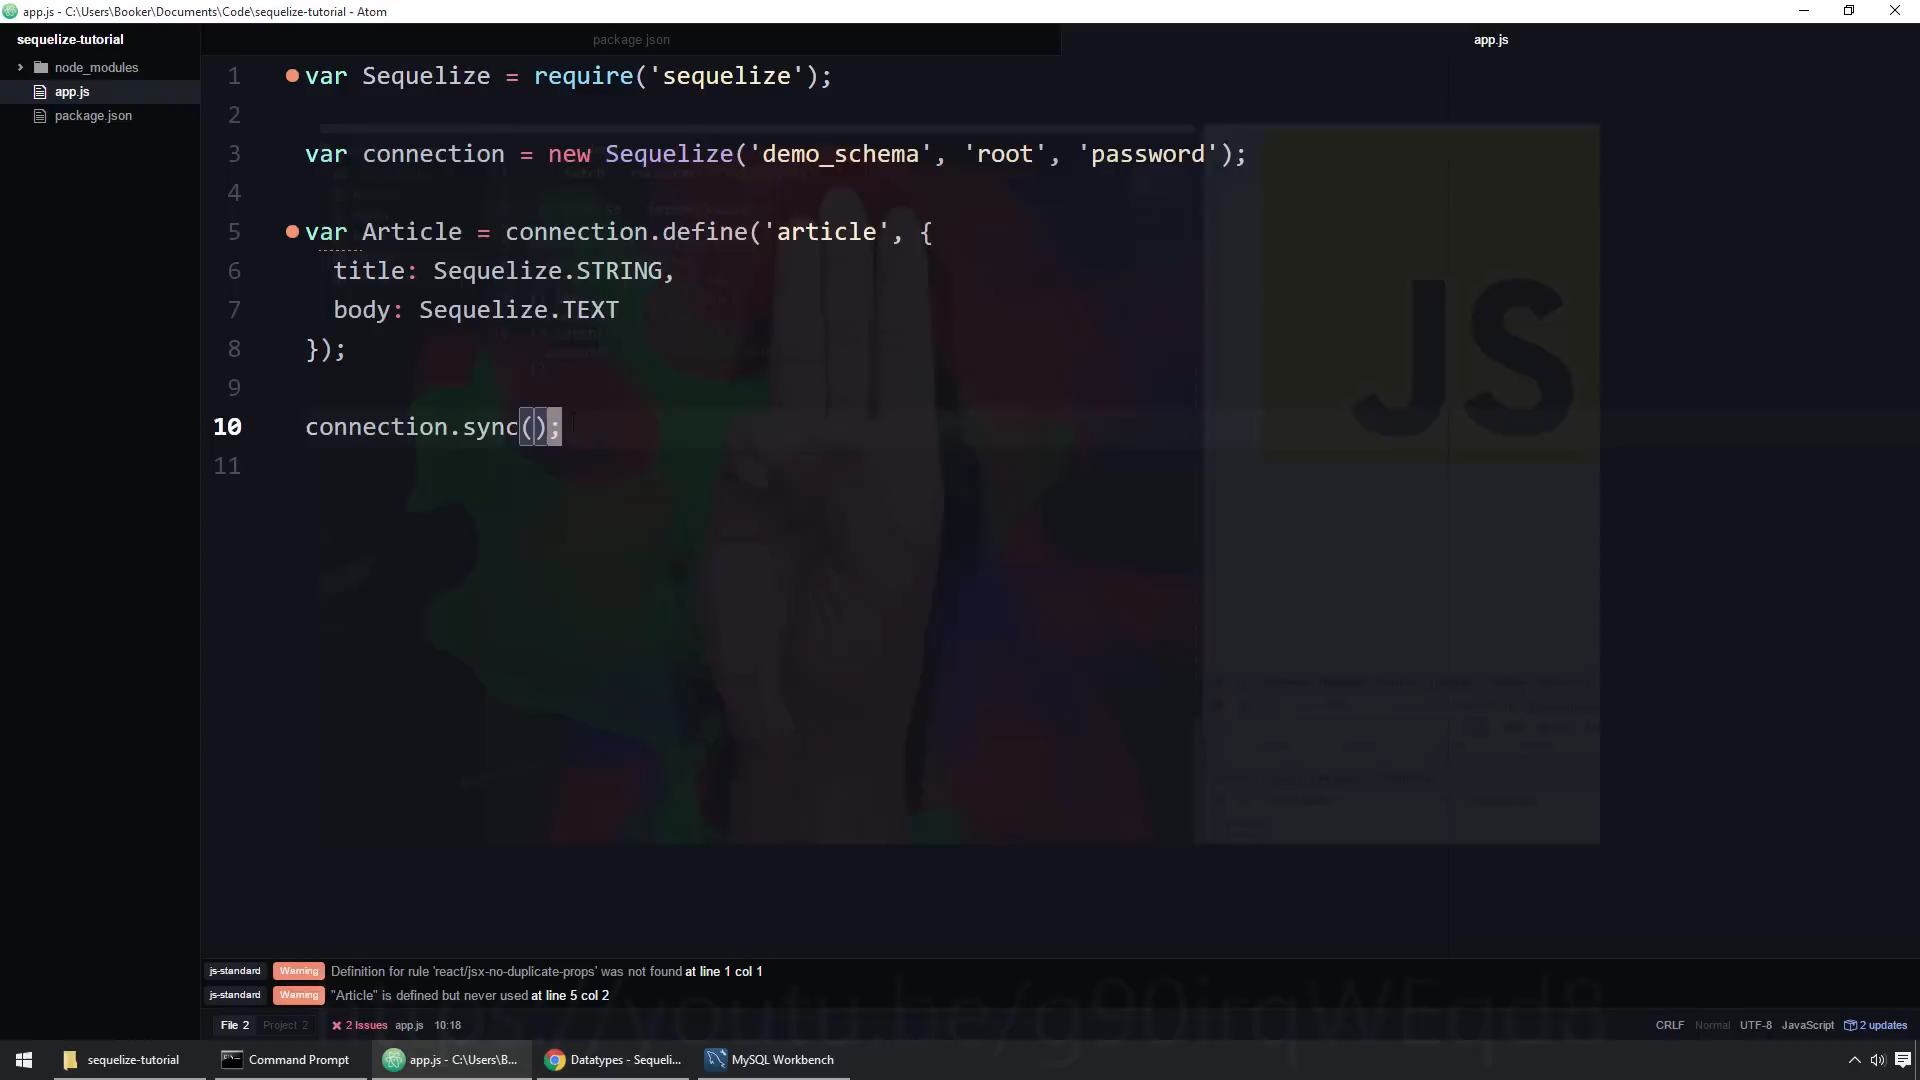 app.js - C:\Users\Booker\Documents\Code\sequelize-tutorial - Atom
sequelize-tutorial
node_modules
app.js
package.json
package.json
app.js
1 var Sequelize = require('sequelize');
2
3 var connection = new Sequelize('demo_schema', 'root', 'password');
4
5 var Article = connection.define('article', {
6 title: Sequelize.STRING,
7 body: Sequelize.TEXT
8 });
9
10 connection.sync();
11
JS
js-standard Warning Definition for rule 'react/jsx-no-duplicate-props' was not found at line 1 col 1
js-standard Warning "Article" is defined but never used at line 5 col 2
File 2 Project 2 2 Issues app.js 10:18 CRLF Normal UTF-8 JavaScript 2 updates
sequelize-tutorial Command Prompt app.js - C:\Users\B... Datatypes - Sequeli... MySQL Workbench